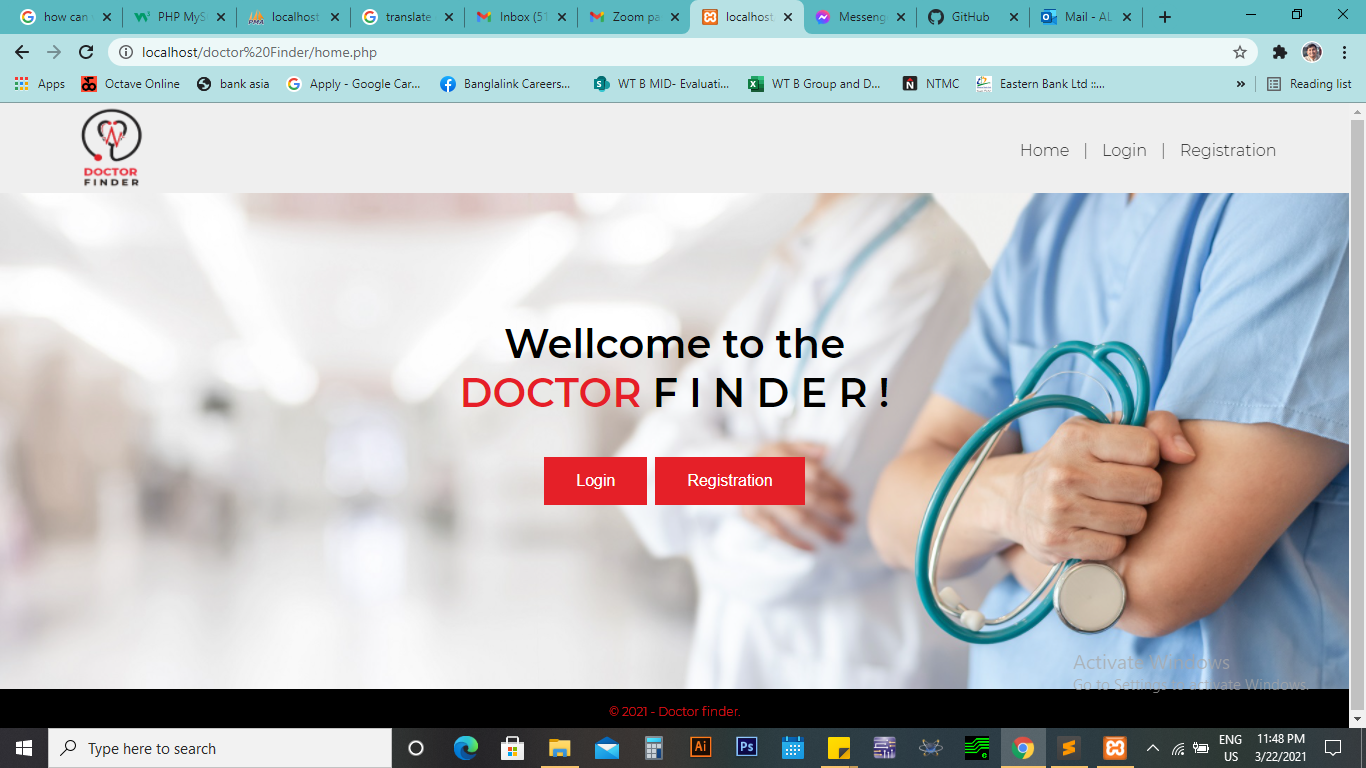 how can
PHP MyS
localhost
translate
Inbox (51
Zoom pa
localhost
Messeng
GitHub
Mail - AL
localhost/doctor%20Finder/home.php
Apps
Octave Online
bank asia
Apply - Google Car...
Banglalink Careers...
WT B MID- Evaluati...
WT B Group and D...
NTMC
Eastern Bank Ltd ::...
»
Reading list
DOCTOR
FINDER
Home | Login | Registration
Wellcome to the
DOCTOR F I N D E R !
Login
Registration
Activate Windows
Go to Settings to activate Windows.
© 2021 - Doctor finder.
Type here to search
Ai
Ps
ENG
US
11:48 PM
3/22/2021